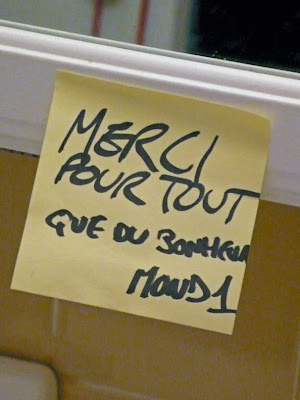 MERCI
POUR TOUT
QUE DU BONHEUR
MOUD1